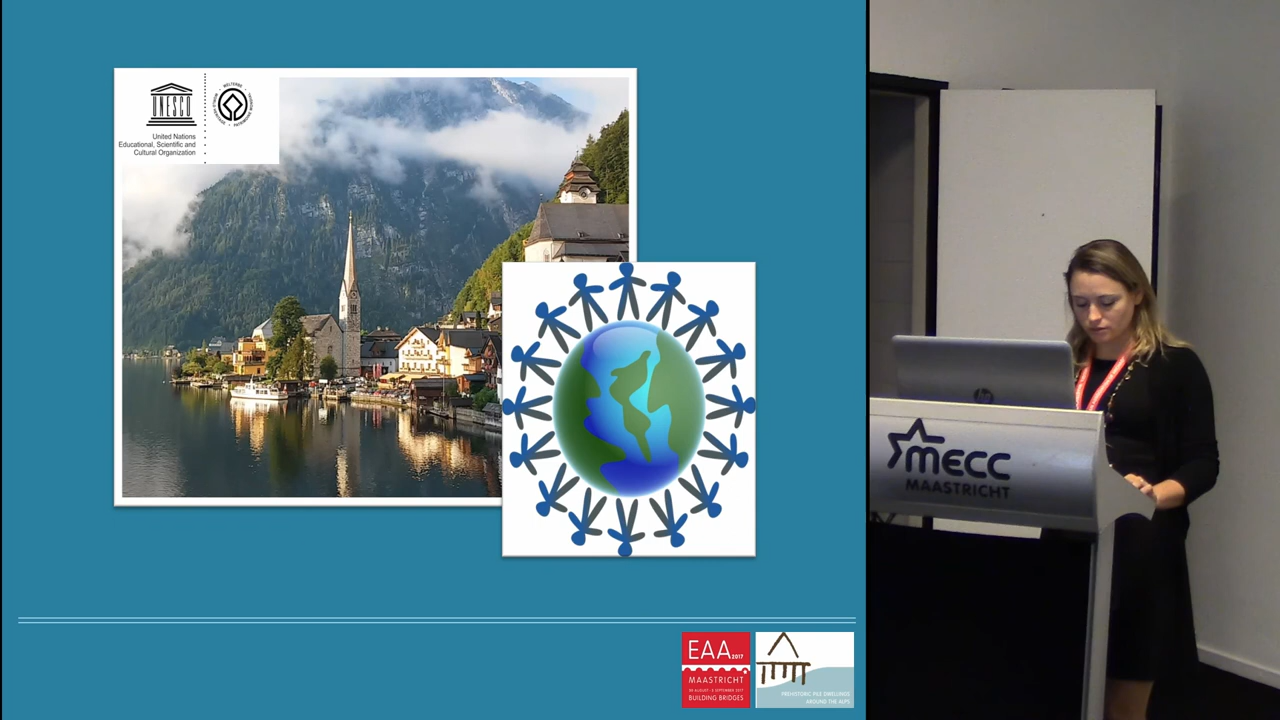 UNESCO
United Nations
Educational, Scientific and
Cultural Organization
EAA 2017
MAASTRICHT
BUILDING BRIDGES
PREHISTORIC PILE DWELLINGS
AROUND THE ALPS
hp
mecc
MAASTRICHT